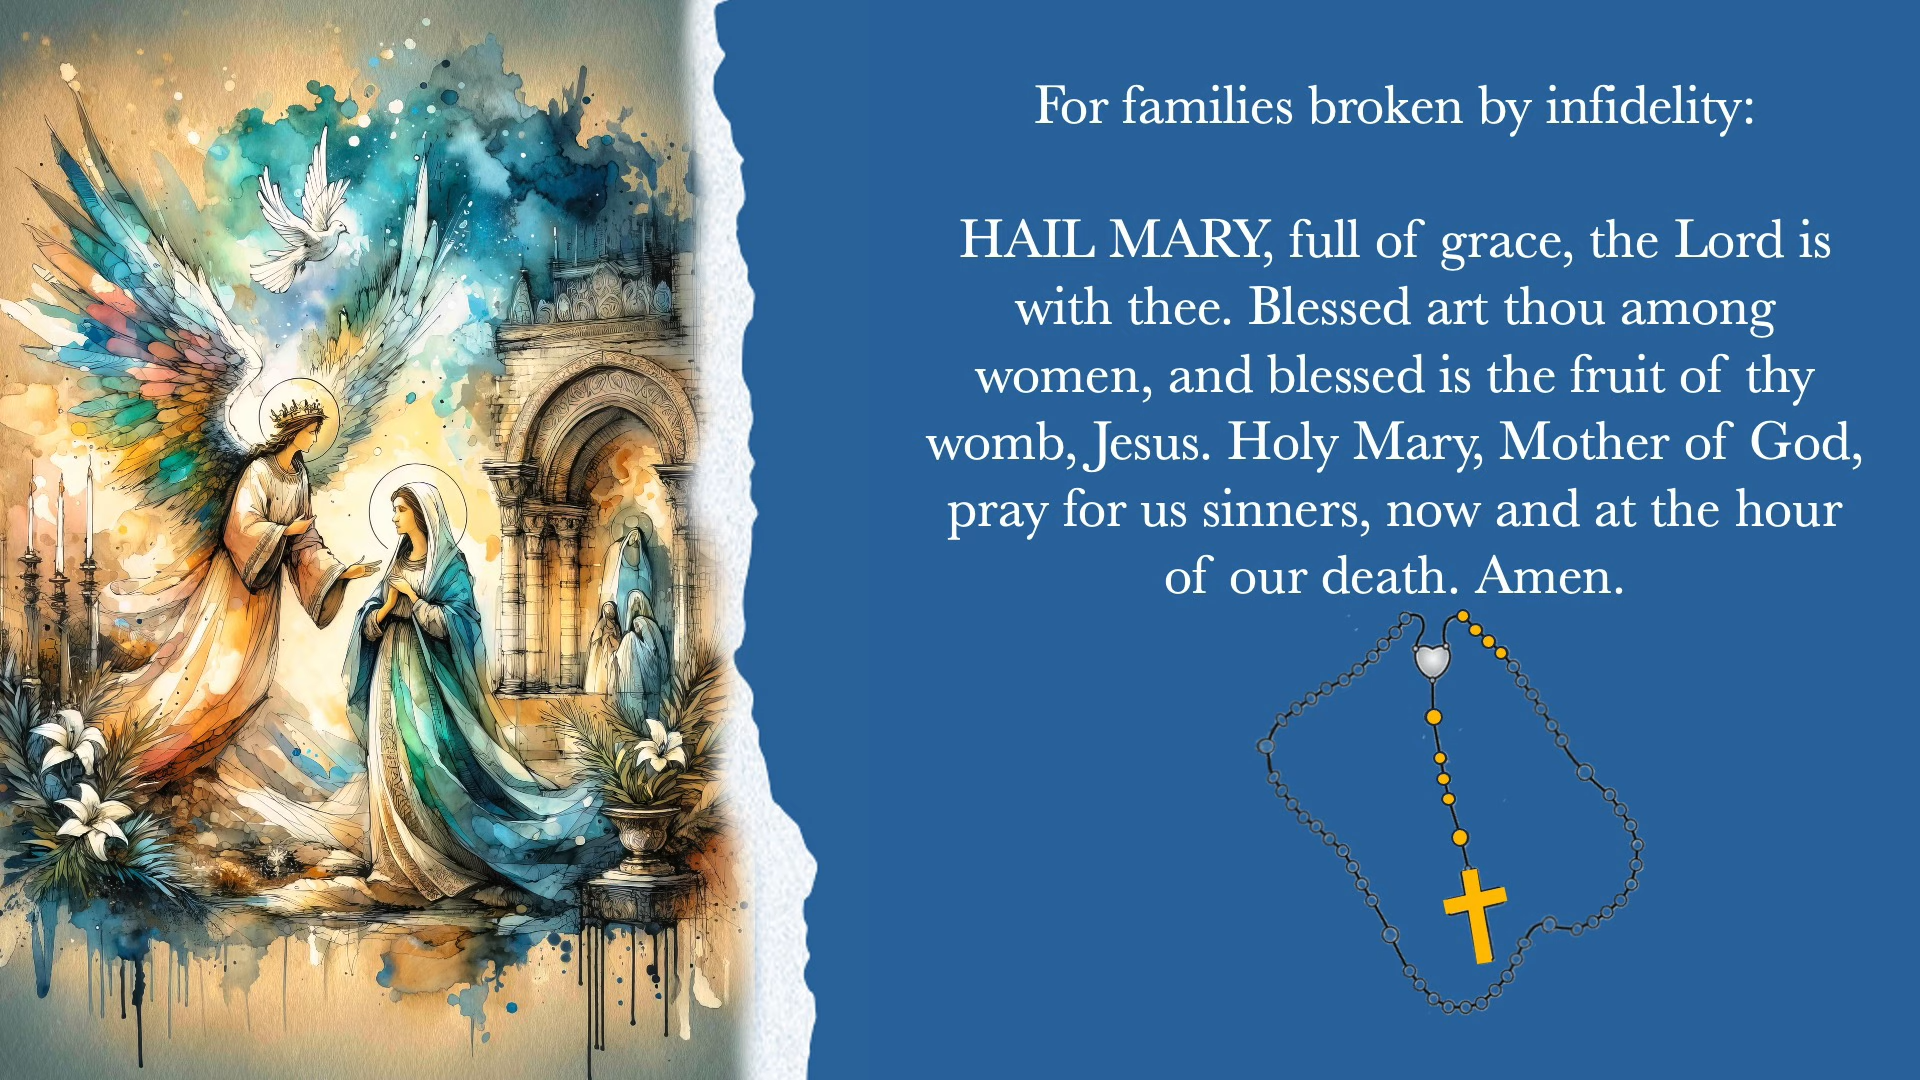 For families broken by infidelity:
HAIL MARY, full of grace, the Lord is
with thee. Blessed art thou among
women, and blessed is the fruit of thy
womb, Jesus. Holy Mary, Mother of God,
pray for us sinners, now and at the hour
of our death. Amen.